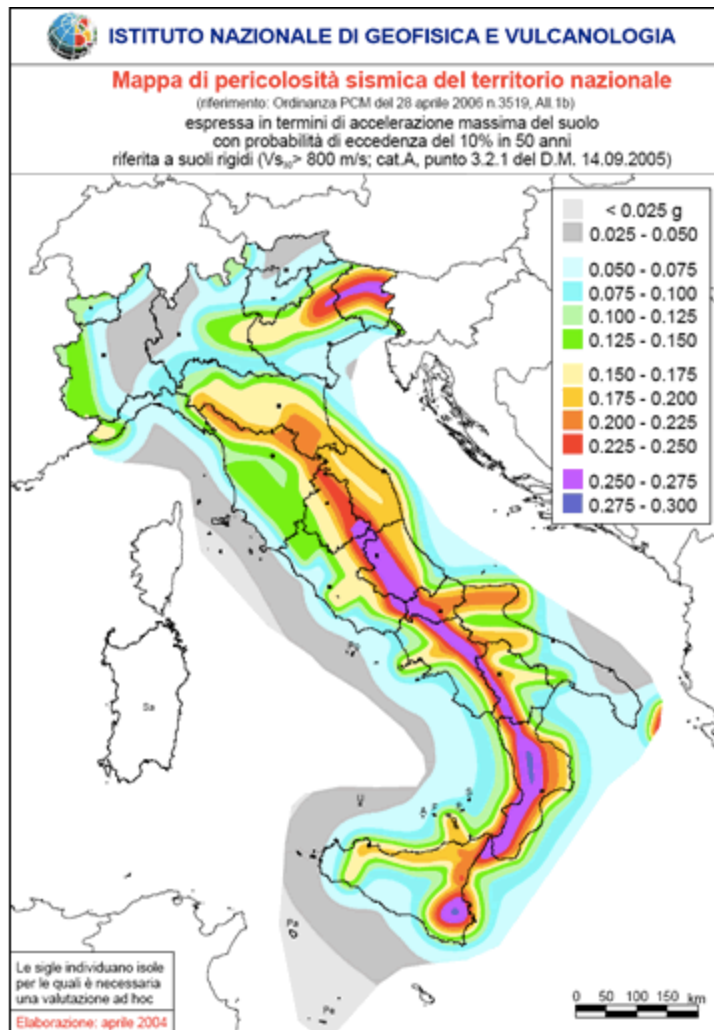 ISTITUTO NAZIONALE DI GEOFISICA E VULCANOLOGIA
Mappa di pericolosità sismica del territorio nazionale
(riferimento: Ordinanza PCM del 28 aprile 2006 n.3519, All.1b)
espressa in termini di accelerazione massima del suolo
con probabilità di eccedenza del 10% in 50 anni
riferita a suoli rigidi (Vs₃₀> 800 m/s; cat.A, punto 3.2.1 del D.M. 14.09.2005)
< 0.025 g
0.025 - 0.050
0.050 - 0.075
0.075 - 0.100
0.100 - 0.125
0.125 - 0.150
0.150 - 0.175
0.175 - 0.200
0.200 - 0.225
0.225 - 0.250
0.250 - 0.275
0.275 - 0.300
Sa
U
Pa
Pe
Le sigle individuano isole
per le quali è necessaria
una valutazione ad hoc
Elaborazione: aprile 2004
0 50 100 150
km